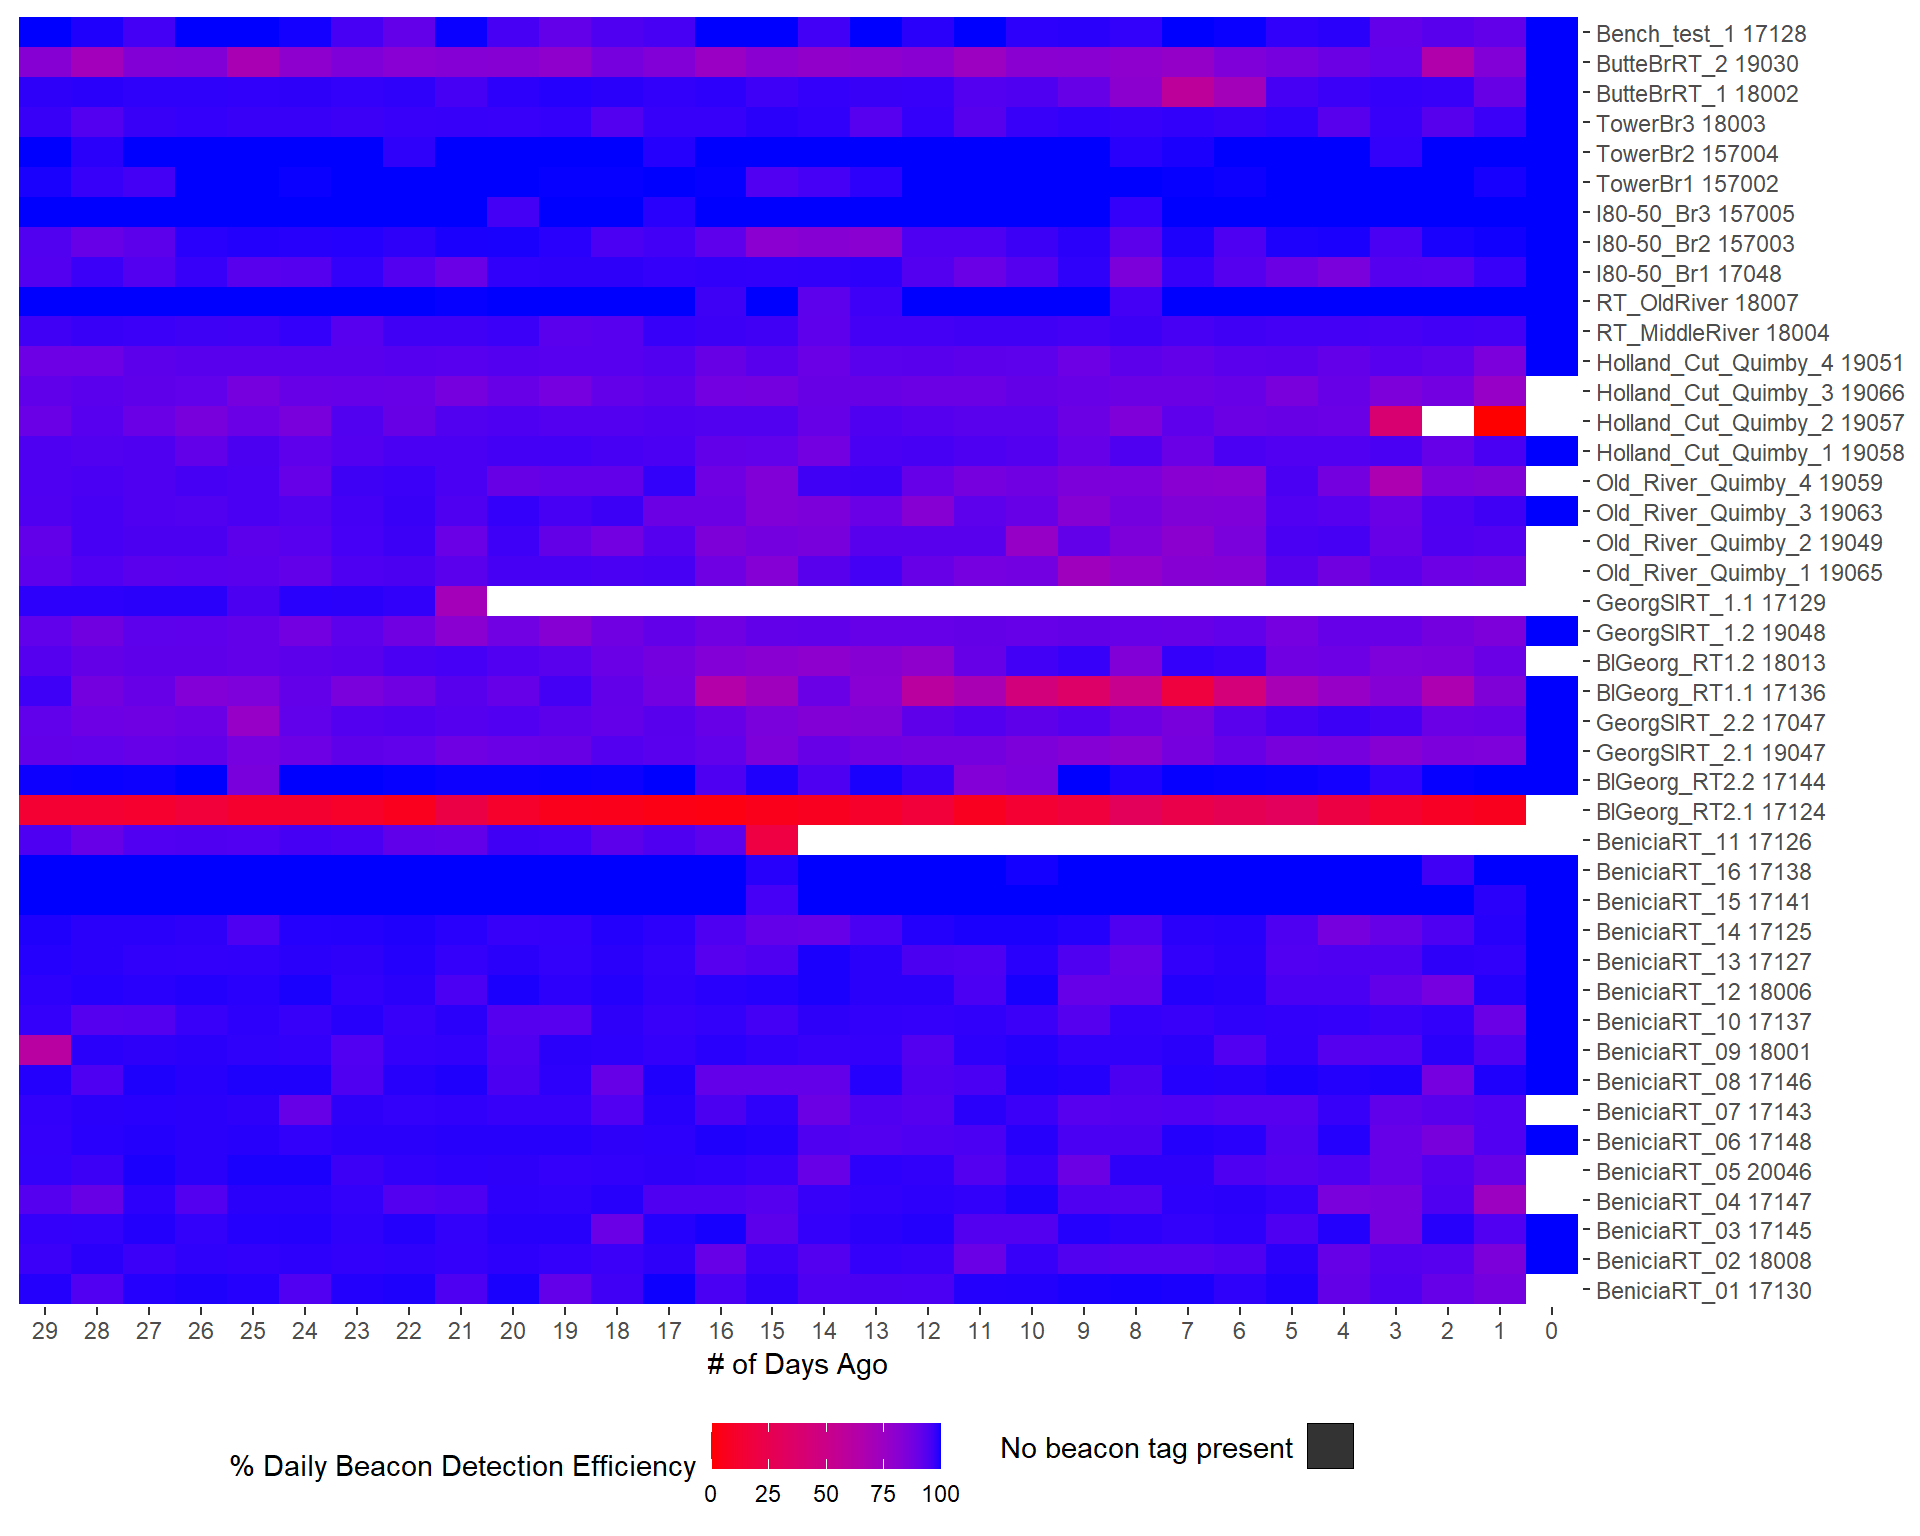 Bench_test_1 17128
ButteBrRT_2 19030
ButteBrRT_1 18002
TowerBr3 18003
TowerBr2 157004
TowerBr1 157002
I80-50_Br3 157005
I80-50_Br2 157003
I80-50_Br1 17048
RT_OldRiver 18007
RT_MiddleRiver 18004
Holland_Cut_Quimby_4 19051
Holland_Cut_Quimby_3 19066
Holland_Cut_Quimby_2 19057
Holland_Cut_Quimby_1 19058
Old_River_Quimby_4 19059
Old_River_Quimby_3 19063
Old_River_Quimby_2 19049
Old_River_Quimby_1 19065
GeorgSlRT_1.1 17129
GeorgSlRT_1.2 19048
BlGeorg_RT1.2 18013
BlGeorg_RT1.1 17136
GeorgSlRT_2.2 17047
GeorgSlRT_2.1 19047
BlGeorg_RT2.2 17144
BlGeorg_RT2.1 17124
BeniciaRT_11 17126
BeniciaRT_16 17138
BeniciaRT_15 17141
BeniciaRT_14 17125
BeniciaRT_13 17127
BeniciaRT_12 18006
BeniciaRT_10 17137
BeniciaRT_09 18001
BeniciaRT_08 17146
BeniciaRT_07 17143
BeniciaRT_06 17148
BeniciaRT_05 20046
BeniciaRT_04 17147
BeniciaRT_03 17145
BeniciaRT_02 18008
BeniciaRT_01 17130
29 28 27 26 25 24 23 22 21 20 19 18 17 16 15 14 13 12 11 10 9 8 7 6 5 4 3 2 1 0
# of Days Ago
% Daily Beacon Detection Efficiency
0 25 50 75 100
No beacon tag present